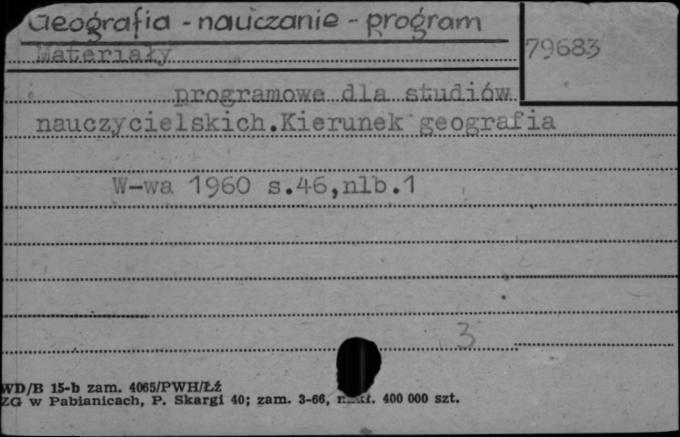 Geografia - nauczanie - program
Materiały
79683
programowe dla studiów
nauczycielskich.Kierunek geografia
W-wa 1960 s.46,nlb.1
3
WD/B 15-b zam. 4065/PWH/Łź
ZG w Pabianicach, P. Skargi 40; zam. 3-66, 400 000 szt.